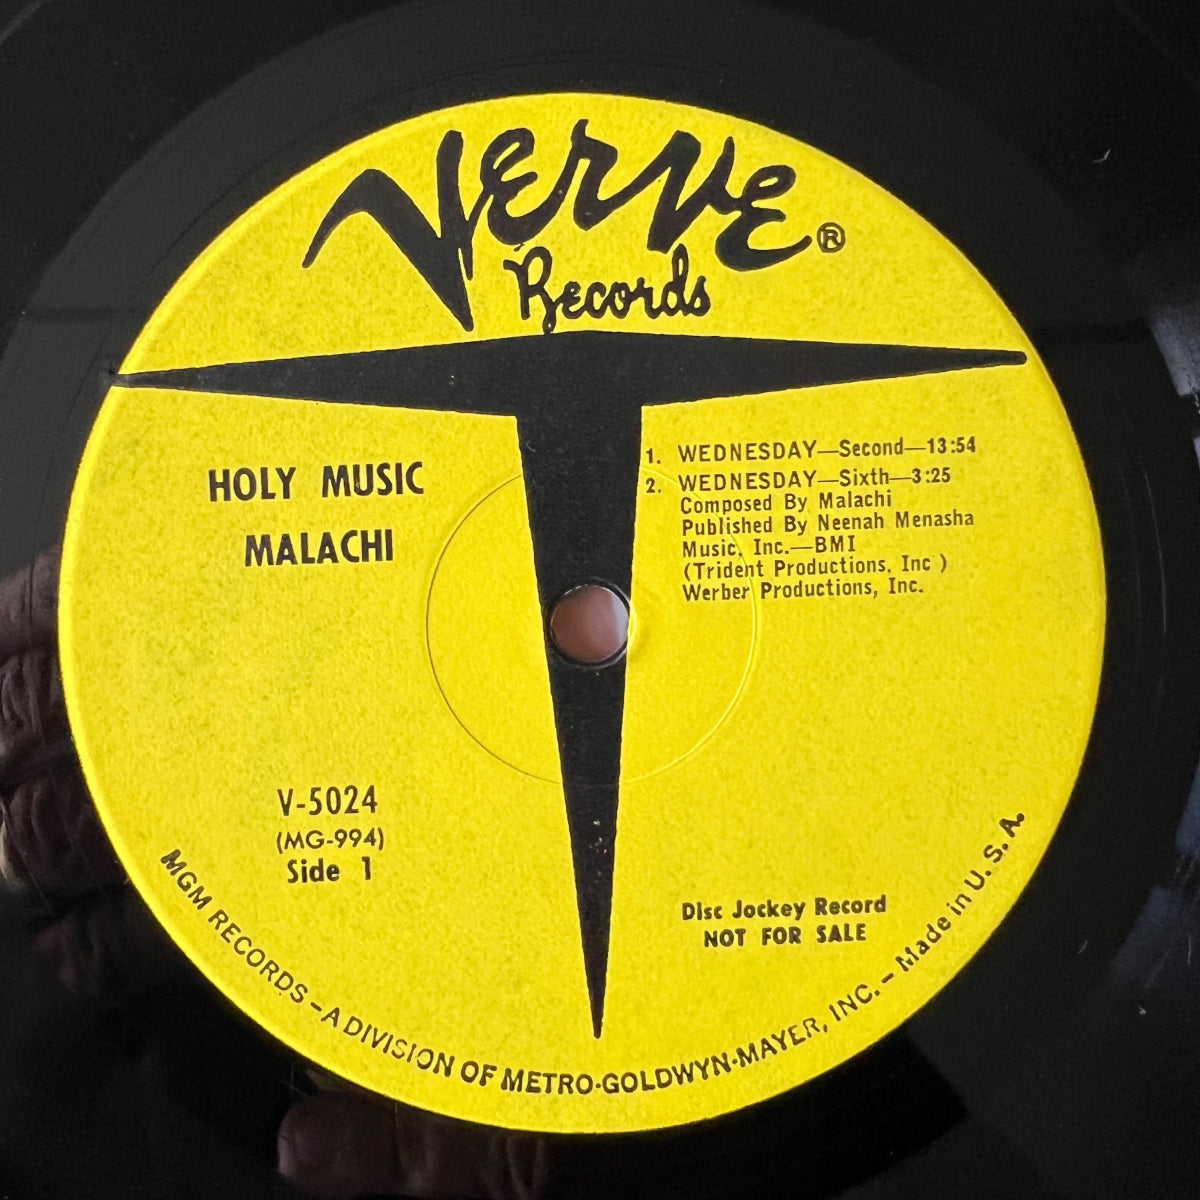 Verve®
Records
HOLY MUSIC
MALACHI
1. WEDNESDAY—Second—13:54
2. WEDNESDAY—Sixth—3:25
Composed By Malachi
Published By Neenah Menasha
Music, Inc.—BMI
(Trident Productions, Inc )
Werber Productions, Inc.
V-5024
(MG-994)
Side 1
Disc Jockey Record
NOT FOR SALE
MGM RECORDS – A DIVISION OF METRO-GOLDWYN-MAYER, INC. – Made in U. S. A.